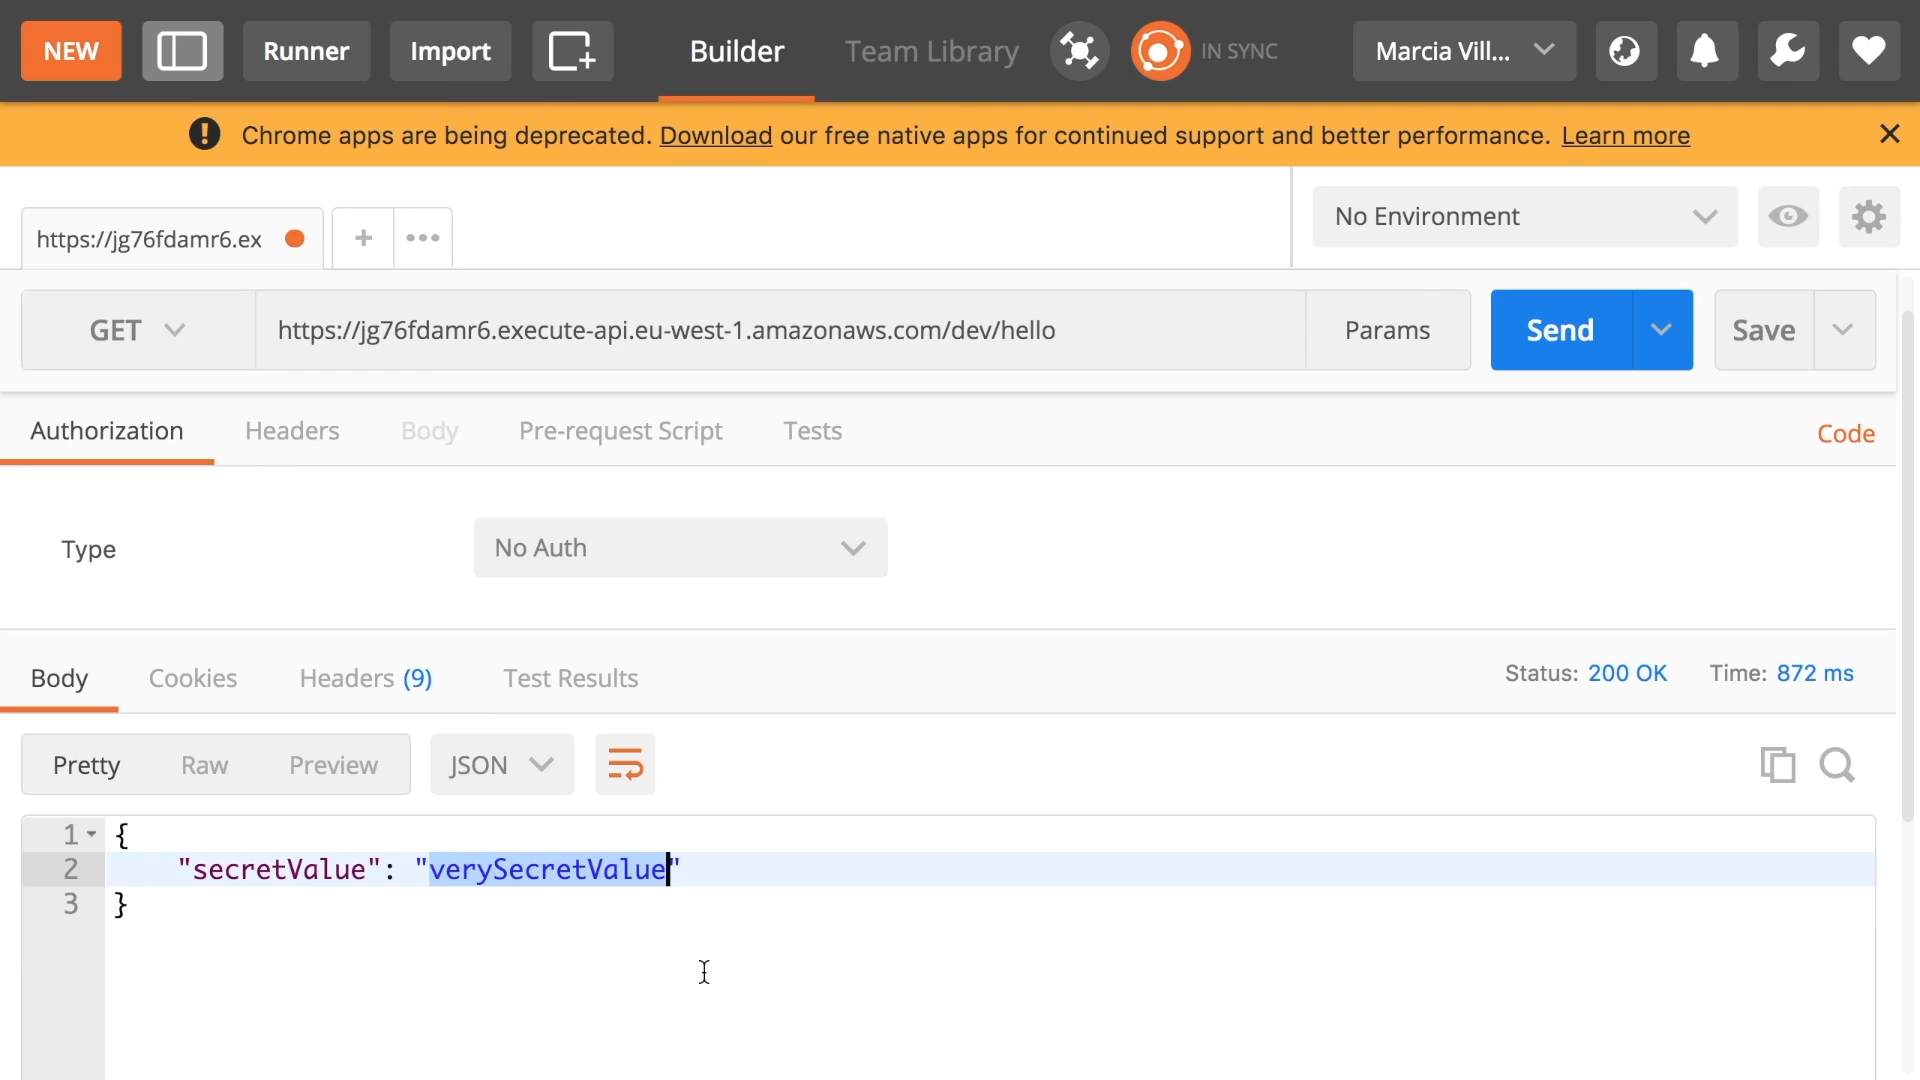 NEW Runner Import Builder Team Library IN SYNC Marcia Vill...
Chrome apps are being deprecated. Download our free native apps for continued support and better performance. Learn more
https://jg76fdamr6.ex + ••• No Environment
GET https://jg76fdamr6.execute-api.eu-west-1.amazonaws.com/dev/hello Params Send Save
Authorization Headers Body Pre-request Script Tests Code
Type No Auth
Body Cookies Headers (9) Test Results Status: 200 OK Time: 872 ms
Pretty Raw Preview JSON
1 {
2 "secretValue": "verySecretValue"
3 }